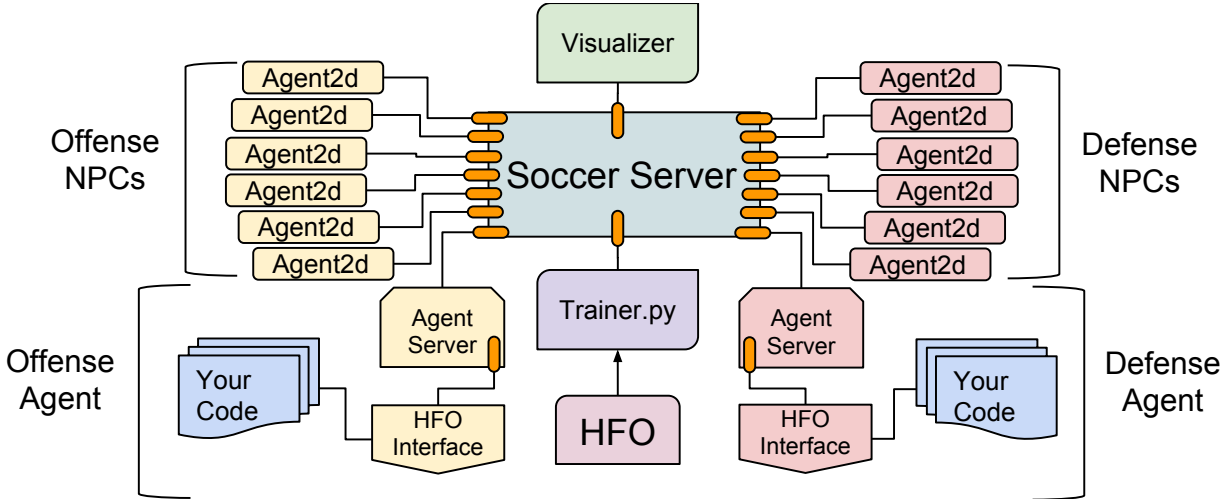 Visualizer
Offense
NPCs
Agent2d
Agent2d
Agent2d
Agent2d
Agent2d
Agent2d
Soccer Server
Agent2d
Agent2d
Agent2d
Agent2d
Agent2d
Agent2d
Defense
NPCs
Offense
Agent
Your
Code
Agent
Server
HFO
Interface
Trainer.py
HFO
Agent
Server
HFO
Interface
Your
Code
Defense
Agent